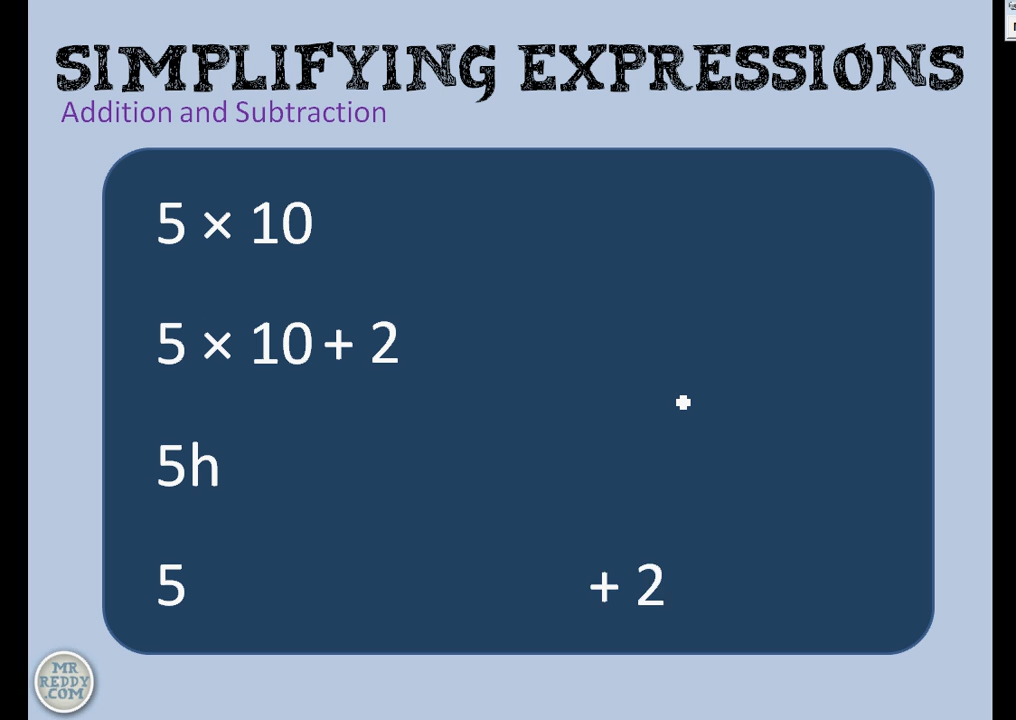 SIMPLIFYING EXPRESSIONS
Addition and Subtraction
5 × 10
5 × 10 + 2
5h
5 + 2
MR
REDDY
.COM